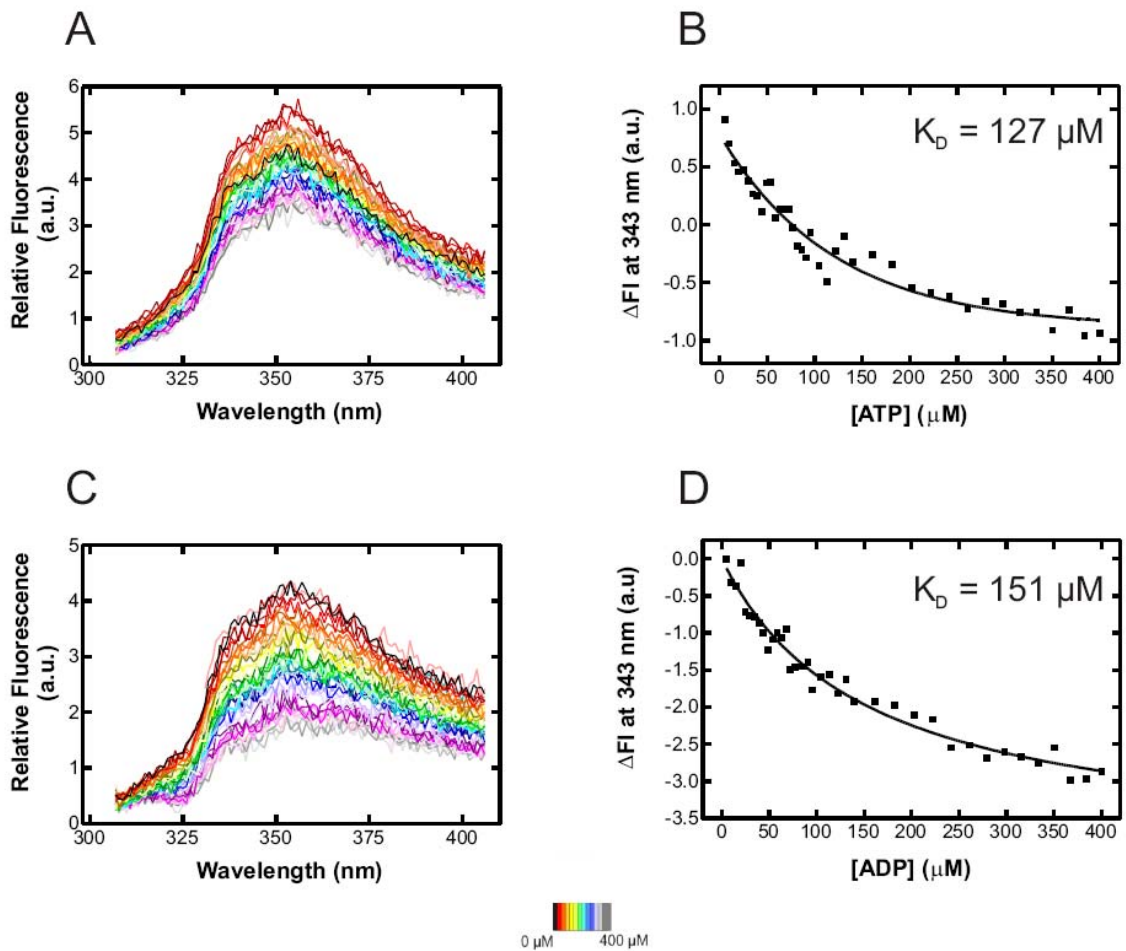 A
Relative Fluorescence
(a.u.)
6
5
4
3
2
1
0
300 325 350 375 400
Wavelength (nm)
B
ΔFI at 343 nm (a.u.)
1.0
0.5
0.0
-0.5
-1.0
K_D = 127 μM
0 50 100 150 200 250 300 350 400
[ATP] (μM)
C
Relative Fluorescence
(a.u.)
5
4
3
2
1
0
300 325 350 375 400
Wavelength (nm)
D
ΔFI at 343 nm (a.u)
0.0
-0.5
-1.0
-1.5
-2.0
-2.5
-3.0
-3.5
K_D = 151 μM
0 50 100 150 200 250 300 350 400
[ADP] (μM)
0 μM 400 μM